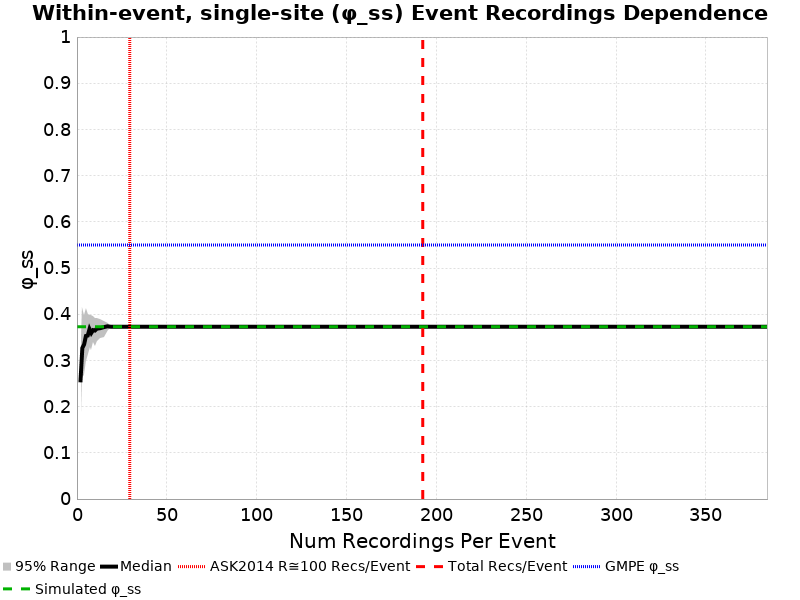 Within-event, single-site (φ_ss) Event Recordings Dependence
1
0.9
0.8
0.7
0.6
0.5
0.4
0.3
0.2
0.1
0
φ_ss
0 50 100 150 200 250 300 350
Num Recordings Per Event
95% Range Median ASK2014 R≅100 Recs/Event Total Recs/Event GMPE φ_ss
Simulated φ_ss